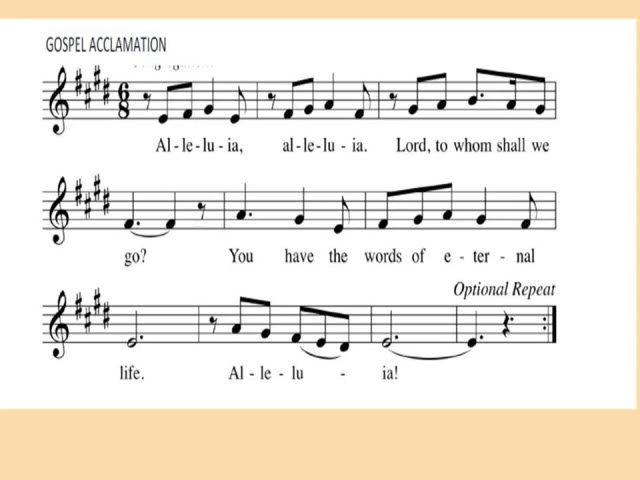 GOSPEL ACCLAMATION
Al - le - lu - ia, al - le - lu - ia. Lord, to whom shall we
go? You have the words of e - ter - nal
Optional Repeat
life. Al - le - lu - ia!